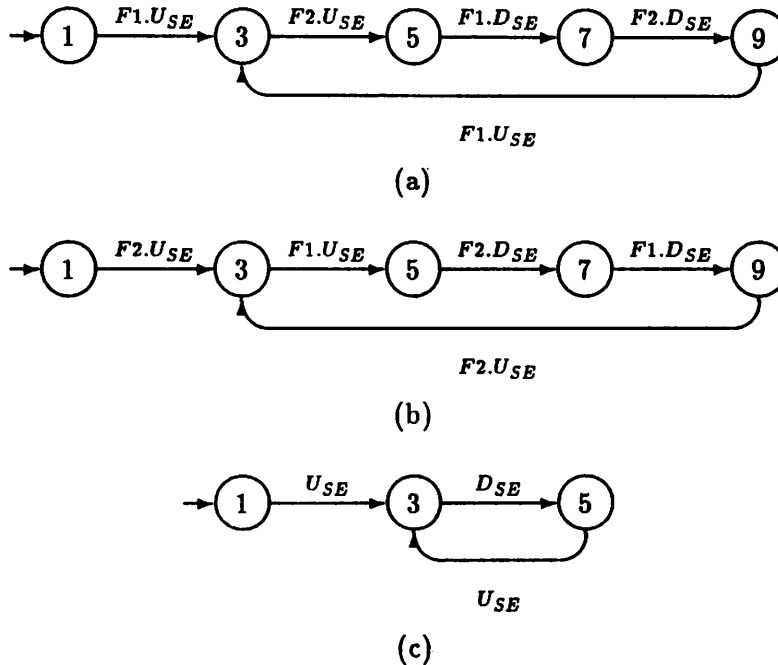 F1.U_SE F2.U_SE F1.D_SE F2.D_SE
1 3 5 7 9
F1.U_SE
(a)
F2.U_SE F1.U_SE F2.D_SE F1.D_SE
1 3 5 7 9
F2.U_SE
(b)
U_SE D_SE
1 3 5
U_SE
(c)